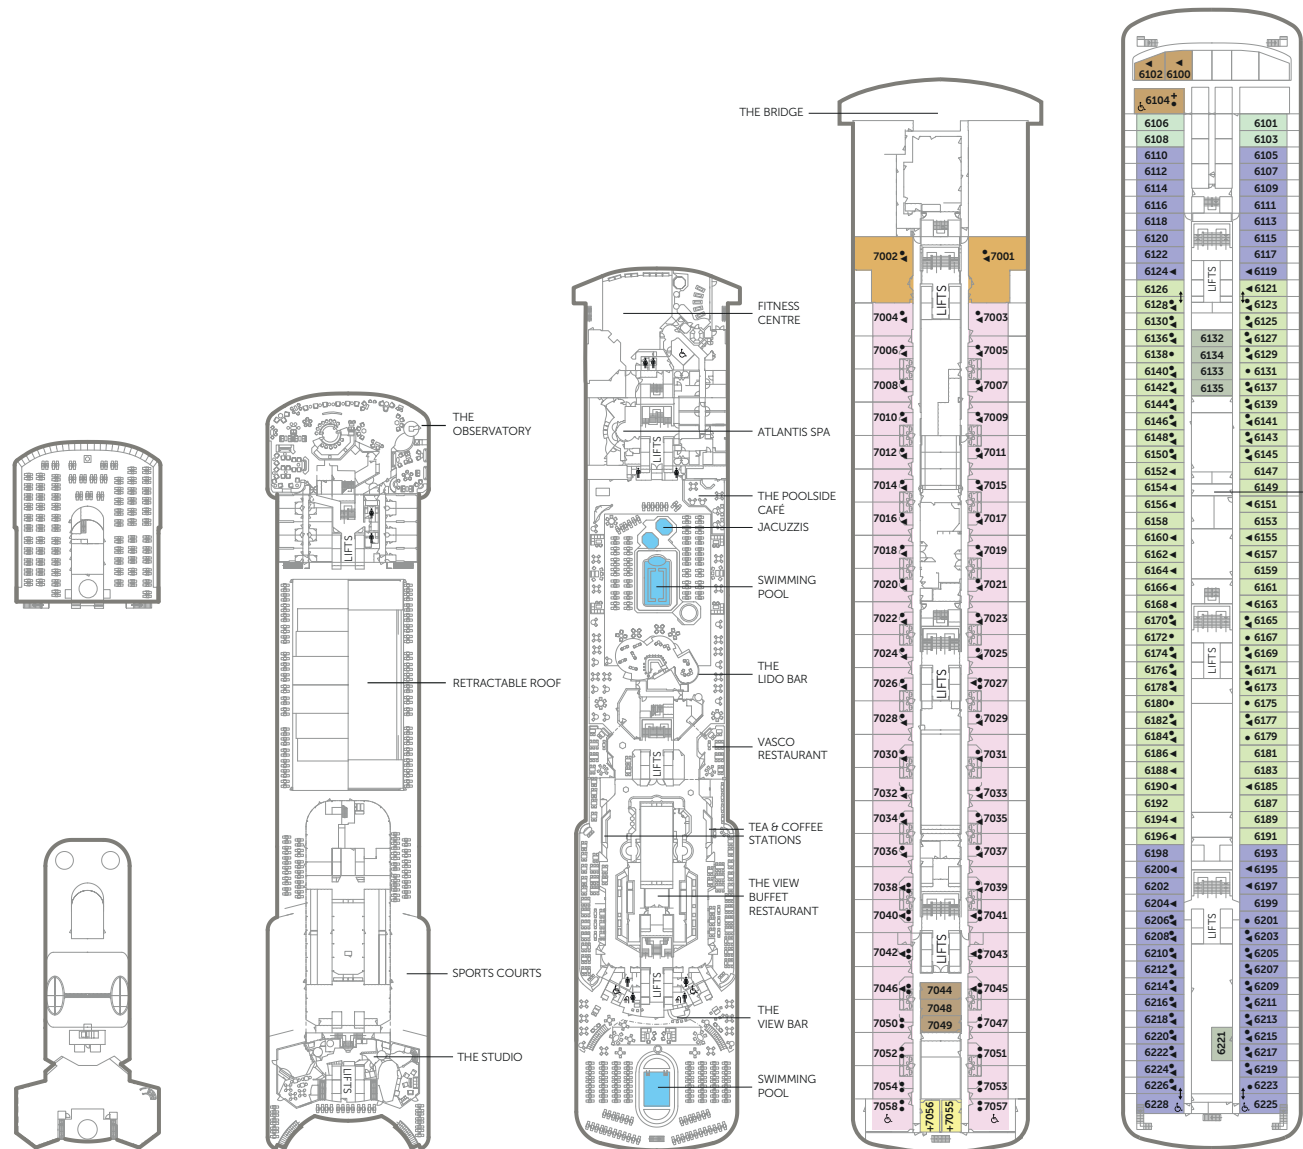 THE
OBSERVATORY
LIFTS
RETRACTABLE ROOF
SPORTS COURTS
THE STUDIO
LIFTS
FITNESS
CENTRE
ATLANTIS SPA
LIFTS
THE POOLSIDE
CAFÉ
JACUZZIS
SWIMMING
POOL
THE
LIDO BAR
VASCO
RESTAURANT
LIFTS
TEA & COFFEE
STATIONS
THE VIEW
BUFFET
RESTAURANT
LIFTS
THE
VIEW BAR
SWIMMING
POOL
THE BRIDGE
7002 7001
LIFTS
7004 7003
7006 7005
7008 7007
7010 7009
7012 7011
7014 7015
7016 7017
7018 7019
7020 7021
7022 7023
7024 7025
7026 7027
LIFTS
7028 7029
7030 7031
7032 7033
7034 7035
7036 7037
7038 7039
7040 7041
7042 7043
LIFTS
7046 7044 7045
7048
7050 7049 7047
7052 7051
7054 7053
7058 +7056 +7055 7057
6102 6100
6104+
6106 6101
6108 6103
6110 6105
6112 6107
6114 6109
6116 6111
6118 6113
6120 6115
6122 6117
6124 6119
LIFTS
6126 6121
6128 6123
6130 6125
6136 6132 6127
6138 6134 6129
6140 6133 6131
6142 6135 6137
6144 6139
6146 6141
6148 6143
6150 6145
6152 6147
6154 6149
6156 6151
6158 6153
6160 6155
6162 6157
6164 6159
6166 6161
6168 6163
6170 6165
6172 6167
6174 6169
LIFTS
6176 6171
6178 6173
6180 6175
6182 6177
6184 6179
6186 6181
6188 6183
6190 6185
6192 6187
6194 6189
6196 6191
6198 6193
6200 6195
6202 6197
6204 6199
6206 6201
LIFTS
6208 6203
6210 6205
6212 6207
6214 6209
6216 6211
6218 6213
6220 6221 6215
6222 6217
6224 6219
6226 6223
6228 6225